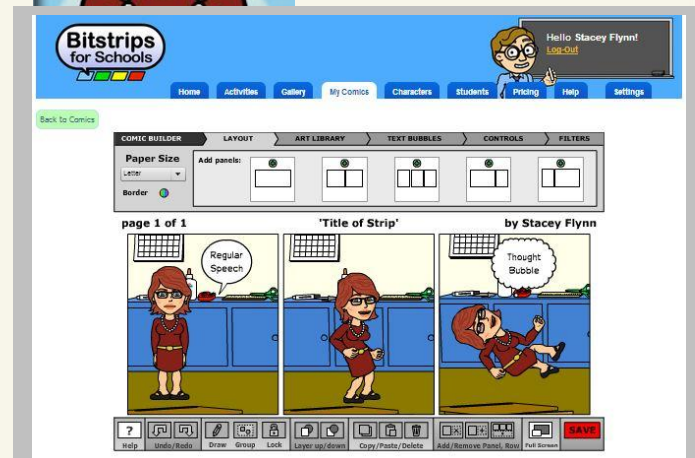 Bitstrips
for Schools
Hello Stacey Flynn!
Log-Out
Home Activities Gallery My Comics Characters Students Pricing Help Settings
Back to Comics
COMIC BUILDER LAYOUT ART LIBRARY TEXT BUBBLES CONTROLS FILTERS
Paper Size Add panels:
Letter
Border
page 1 of 1 'Title of Strip' by Stacey Flynn
Regular
Speech
Thought
Bubble
? SAVE
Help Undo/Redo Draw Group Lock Layer up/down Copy/Paste/Delete Add/Remove Panel, Row Full Screen